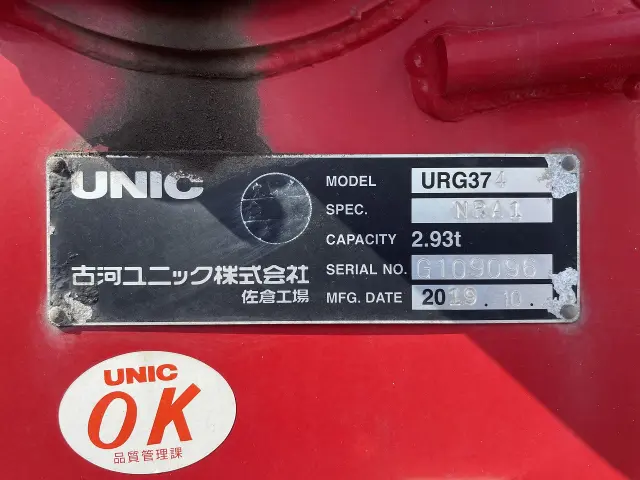 UNIC
MODEL URG374
SPEC. N5A1
CAPACITY 2.93t
古河ユニック株式会社
佐倉工場
SERIAL NO. G109096
MFG. DATE 2019.10.
UNIC
OK
品質管理課